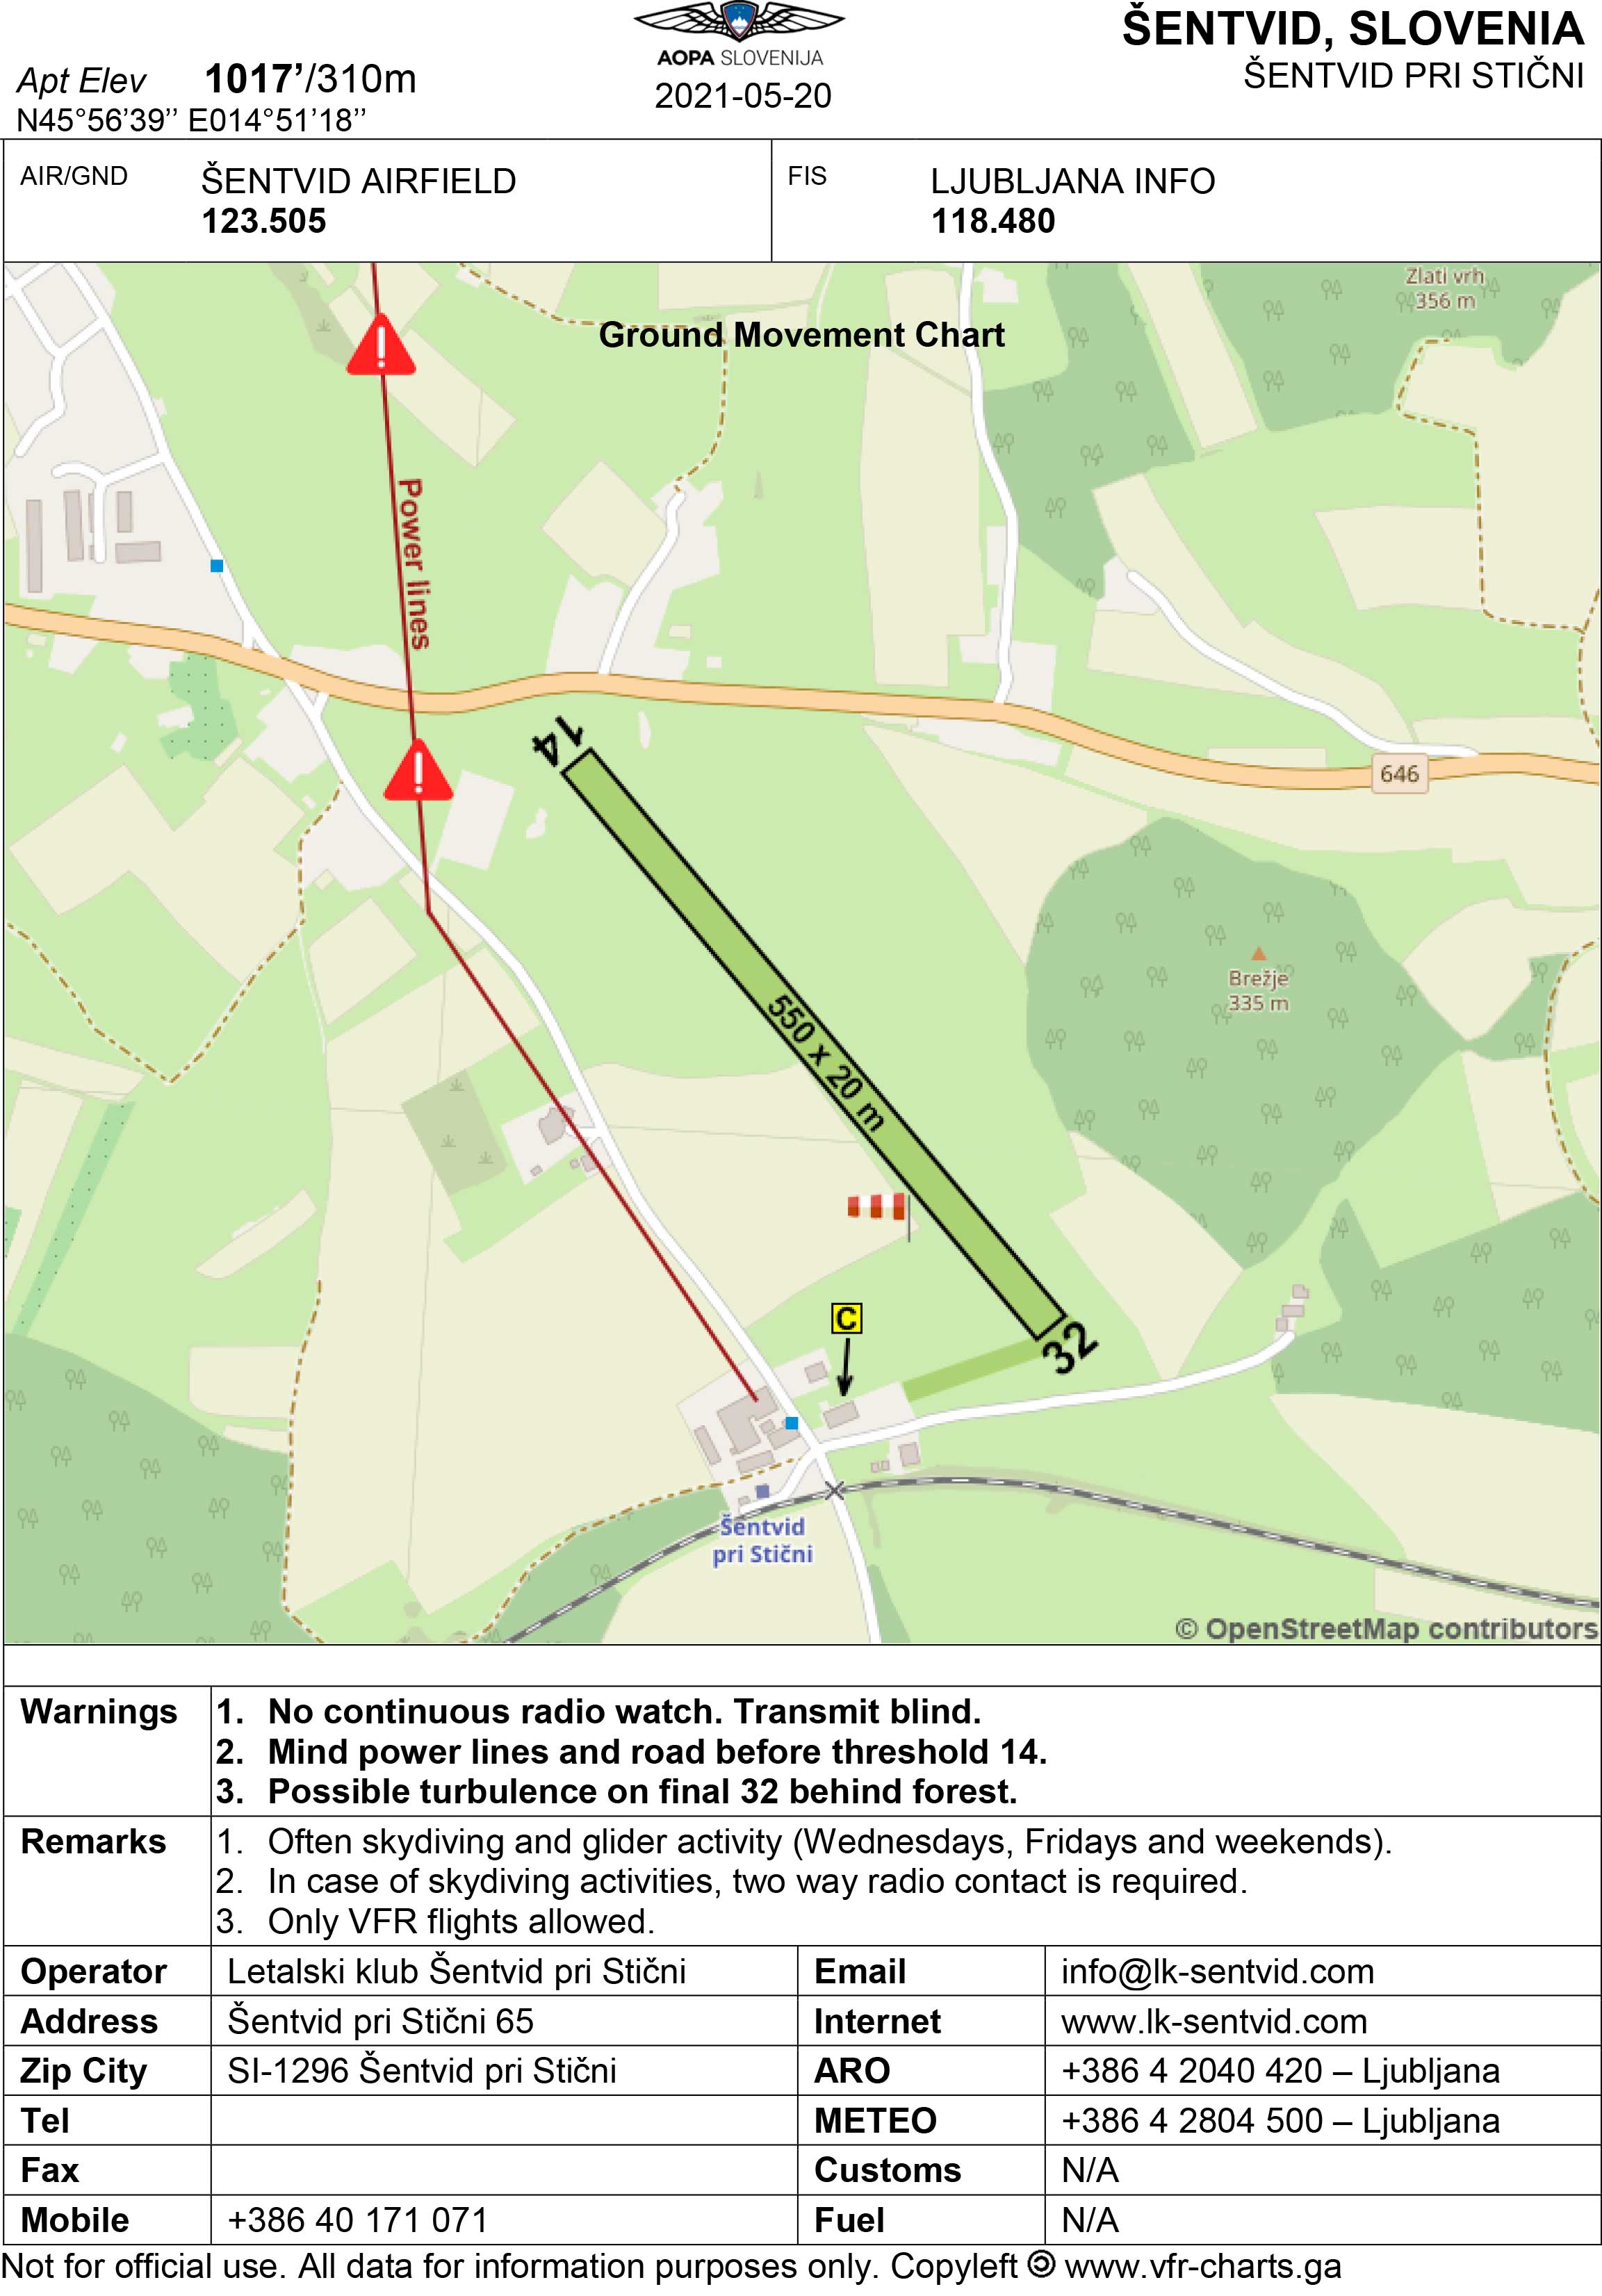 ŠENTVID, SLOVENIA
ŠENTVID PRI STIČNI
AOPA SLOVENIJA
2021-05-20
Apt Elev 1017’/310m
N45°56’39’’ E014°51’18’’
AIR/GND ŠENTVID AIRFIELD
123.505
FIS LJUBLJANA INFO
118.480
Zlati vrh
356 m
Ground Movement Chart
Power lines
14
646
Brežje
335 m
550 x 20 m
C
32
Šentvid
pri Stični
© OpenStreetMap contributors
Warnings 1. No continuous radio watch. Transmit blind.
2. Mind power lines and road before threshold 14.
3. Possible turbulence on final 32 behind forest.
Remarks 1. Often skydiving and glider activity (Wednesdays, Fridays and weekends).
2. In case of skydiving activities, two way radio contact is required.
3. Only VFR flights allowed.
Operator Letalski klub Šentvid pri Stični Email info@lk-sentvid.com
Address Šentvid pri Stični 65 Internet www.lk-sentvid.com
Zip City SI-1296 Šentvid pri Stični ARO +386 4 2040 420 – Ljubljana
Tel METEO +386 4 2804 500 – Ljubljana
Fax Customs N/A
Mobile +386 40 171 071 Fuel N/A
Not for official use. All data for information purposes only. Copyleft 🄯 www.vfr-charts.ga